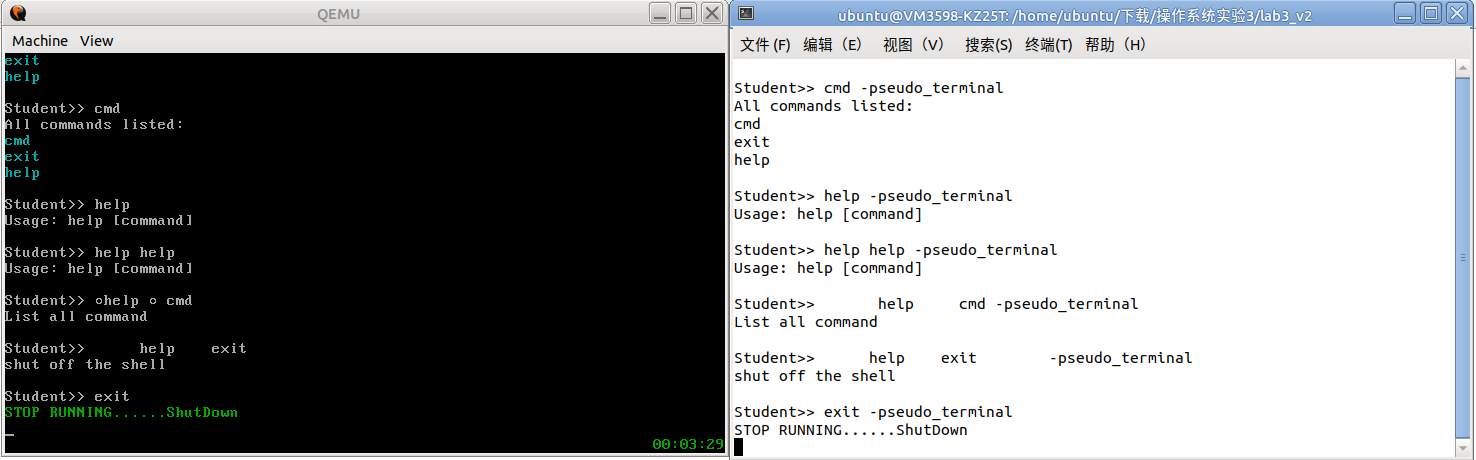 QEMU
Machine View
exit
help
Student>> cmd
All commands listed:
cmd
exit
help
Student>> help
Usage: help [command]
Student>> help help
Usage: help [command]
Student>> ○help ○ cmd
List all command
Student>>      help    exit
shut off the shell
Student>> exit
STOP RUNNING......ShutDown
_
00:03:29
ubuntu@VM3598-KZ25T: /home/ubuntu/下载/操作系统实验3/lab3_v2
文件 (F) 编辑 (E) 视图 (V) 搜索(S) 终端(T) 帮助 (H)
Student>> cmd -pseudo_terminal
All commands listed:
cmd
exit
help
Student>> help -pseudo_terminal
Usage: help [command]
Student>> help help -pseudo_terminal
Usage: help [command]
Student>>       help     cmd -pseudo_terminal
List all command
Student>>      help    exit        -pseudo_terminal
shut off the shell
Student>> exit -pseudo_terminal
STOP RUNNING......ShutDown